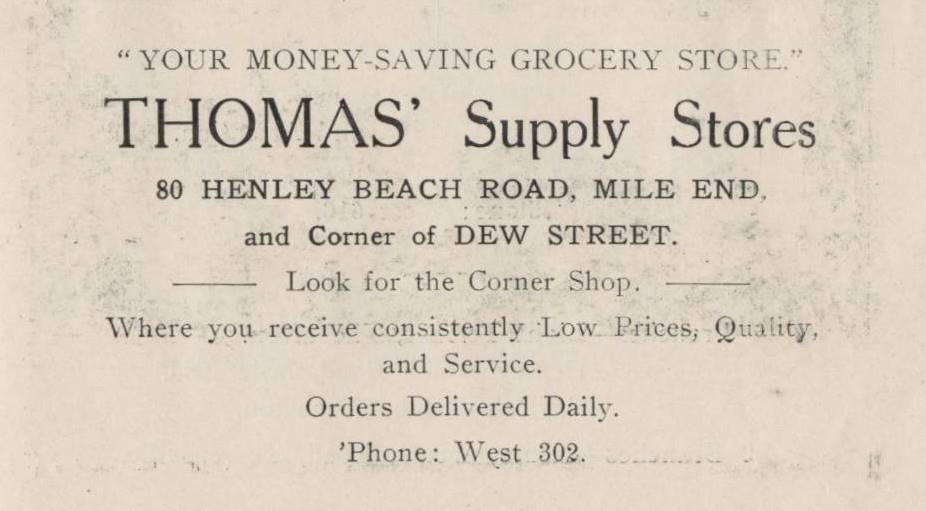 "YOUR MONEY-SAVING GROCERY STORE."
THOMAS' Supply Stores
80 HENLEY BEACH ROAD, MILE END,
and Corner of DEW STREET.
Look for the Corner Shop.
Where you receive consistently Low Prices, Quality,
and Service.
Orders Delivered Daily.
'Phone: West 302.